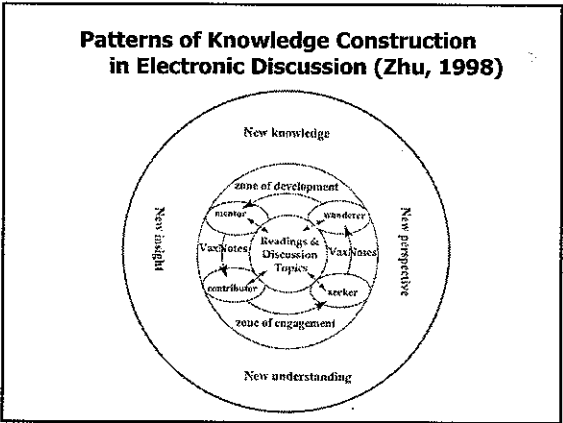 Patterns of Knowledge Construction
in Electronic Discussion (Zhu, 1998)
New knowledge
zone of development
mentor
wanderer
New insight
VaxNotes
Readings &
Discussion
Topics
VaxNotes
New perspective
contributor
seeker
zone of engagement
New understanding